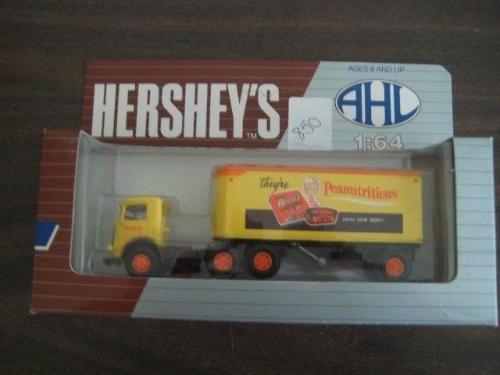 HERSHEY'S
TM
850
AGES 8 AND UP
AHL
1:64
they're
Peanutritious